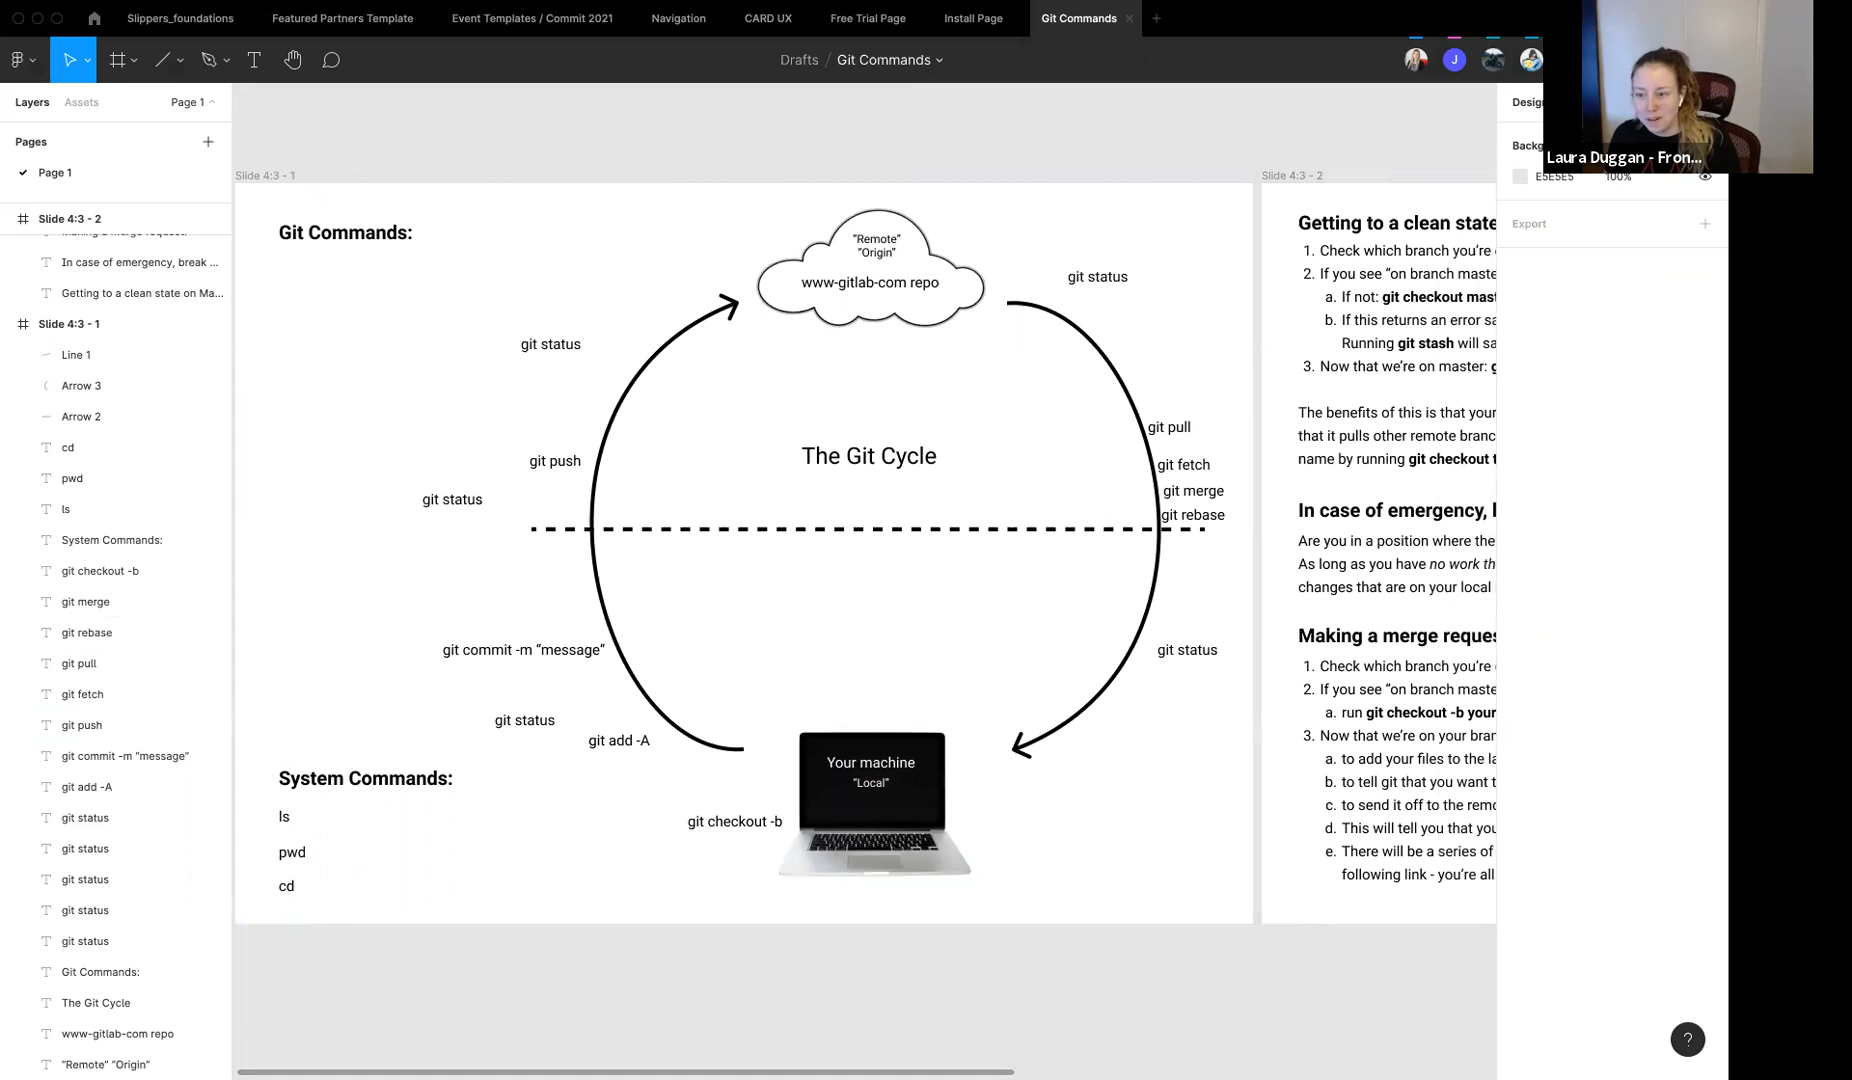 Slippers_foundations
Featured Partners Template
Event Templates / Commit 2021
Navigation
CARD UX
Free Trial Page
Install Page
Git Commands
Drafts / Git Commands
J
Laura Duggan - Fron...
Layers
Assets
Page 1
Pages
Page 1
Slide 4:3 - 2
In case of emergency, break ...
Getting to a clean state on Ma...
Slide 4:3 - 1
Line 1
Arrow 3
Arrow 2
cd
pwd
ls
System Commands:
git checkout -b
git merge
git rebase
git pull
git fetch
git push
git commit -m “message”
git add -A
git status
git status
git status
git status
git status
Git Commands:
The Git Cycle
www-gitlab-com repo
“Remote” “Origin”
Slide 4:3 - 1
Git Commands:
“Remote”
“Origin”
www-gitlab-com repo
git status
git status
git pull
The Git Cycle
git push
git fetch
git merge
git status
git rebase
git commit -m “message”
git status
git status
git add -A
System Commands:
Your machine
“Local”
ls
git checkout -b
pwd
cd
Slide 4:3 - 2
Getting to a clean state
1. Check which branch you’re
2. If you see “on branch maste
a. If not: git checkout mast
b. If this returns an error sa
Running git stash will sa
3. Now that we’re on master: g
The benefits of this is that your
that it pulls other remote branc
name by running git checkout t
In case of emergency,
Are you in a position where the
As long as you have no work th
changes that are on your local
Making a merge reques
1. Check which branch you’re
2. If you see “on branch maste
a. run git checkout -b your
3. Now that we’re on your bran
a. to add your files to the la
b. to tell git that you want t
c. to send it off to the remo
d. This will tell you that you
e. There will be a series of
following link - you’re all
Design
Backg
E5E5E5
100%
Export
?